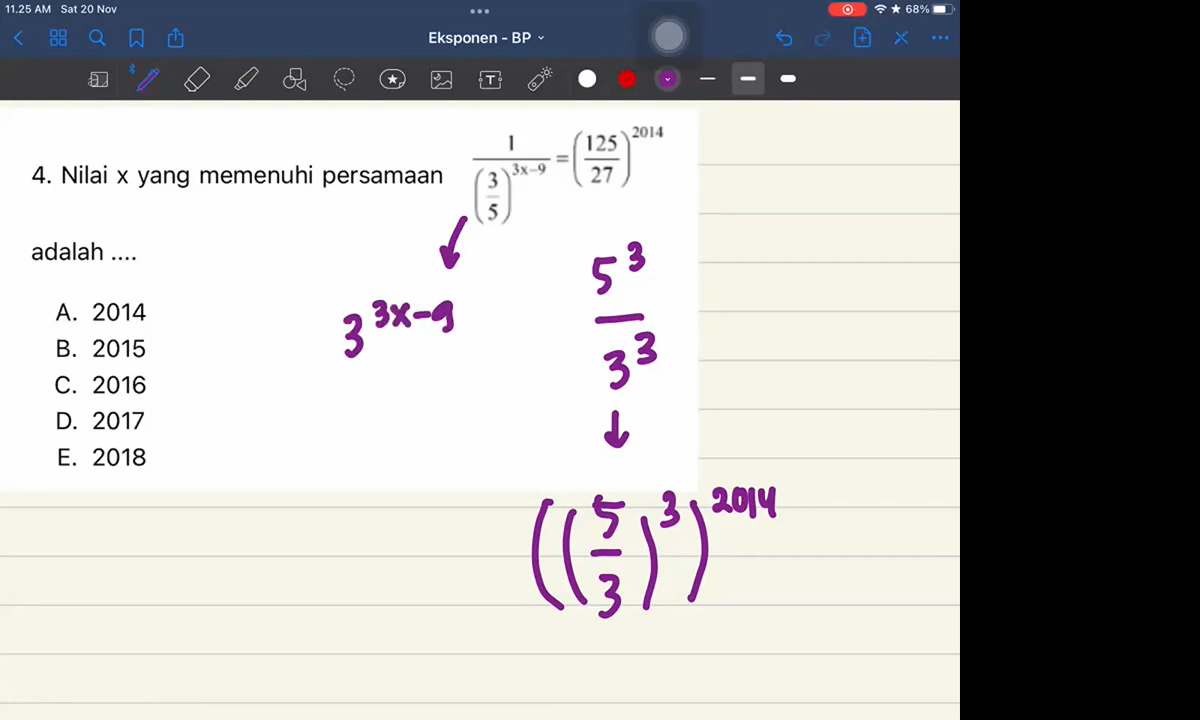 11.25 AM Sat 20 Nov
68%
Eksponen - BP
4. Nilai x yang memenuhi persamaan 1/(3/5)^(3x-9) = (125/27)^2014
adalah ....
A. 2014
B. 2015
C. 2016
D. 2017
E. 2018
3^(3x-9)
5^3
3^3
((5/3)^3)^2014